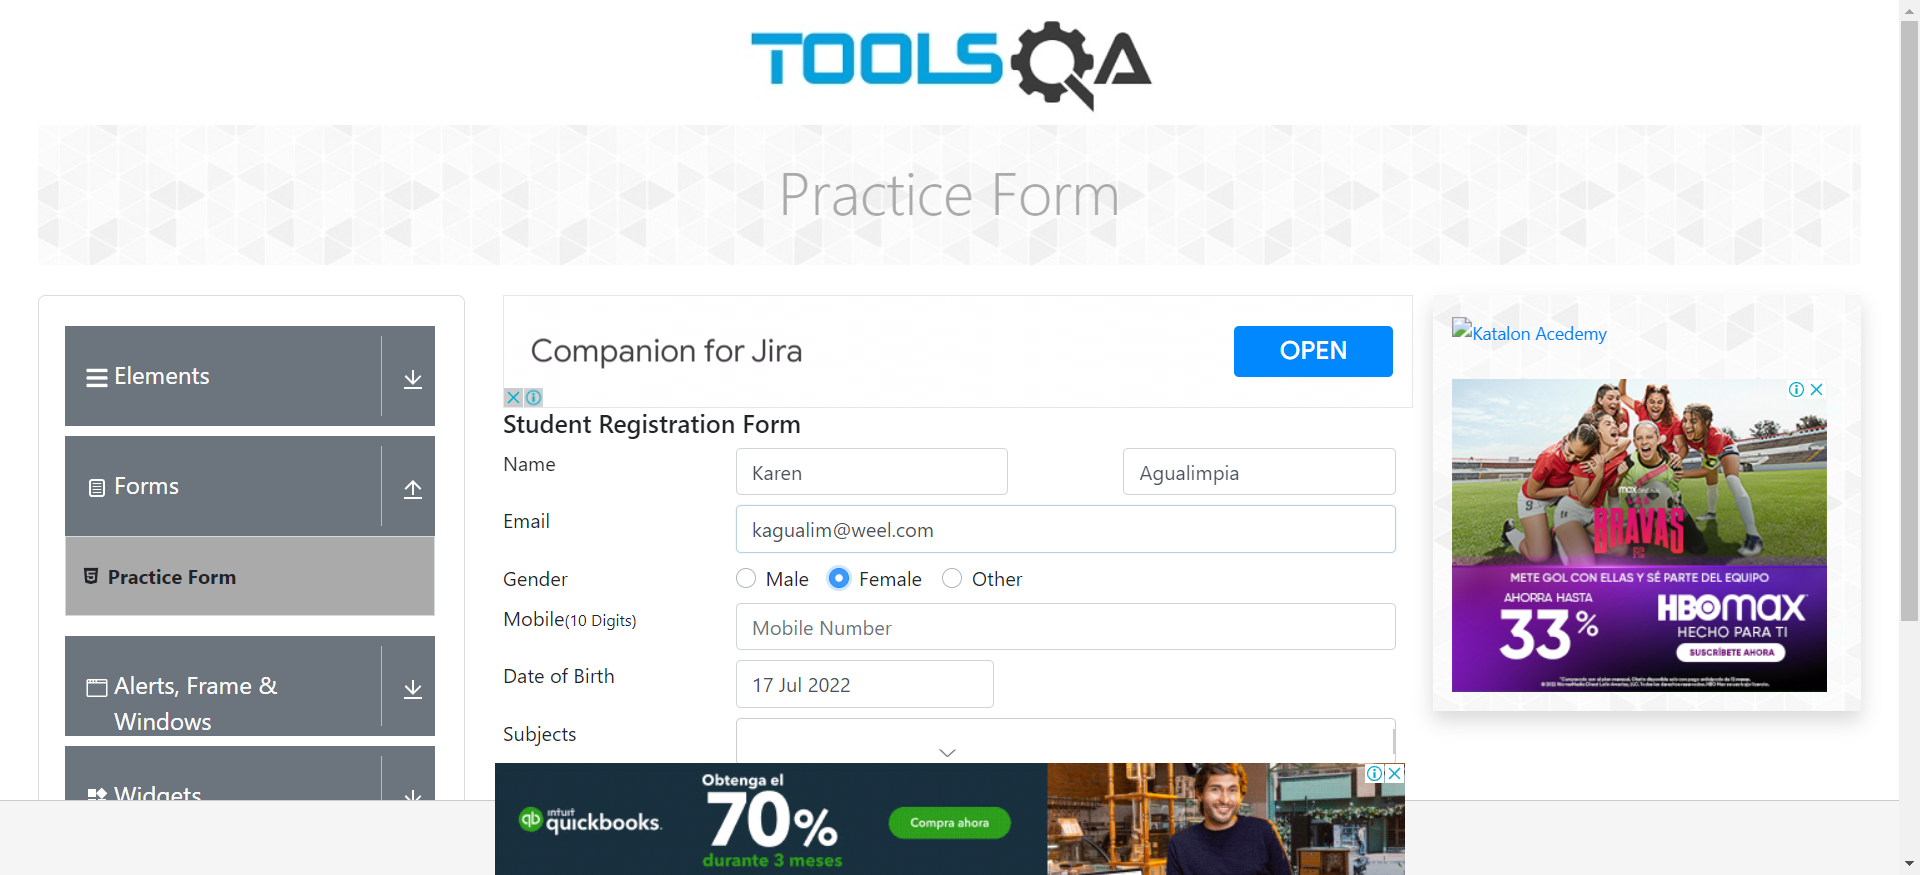 TOOLSQA
Practice Form
Elements
Forms
Practice Form
Alerts, Frame &
Windows
Widgets
Companion for Jira
OPEN
Student Registration Form
Name
Karen
Agualimpia
Email
kagualim@weel.com
Gender
Male
Female
Other
Mobile(10 Digits)
Mobile Number
Date of Birth
17 Jul 2022
Subjects
Katalon Acedemy
BRAVAS
FC
METE GOL CON ELLAS Y SÉ PARTE DEL EQUIPO
AHORRA HASTA
33%
HBOmax
HECHO PARA TI
SUSCRÍBETE AHORA
intuit
quickbooks.
Obtenga el
70%
durante 3 meses
Compra ahora